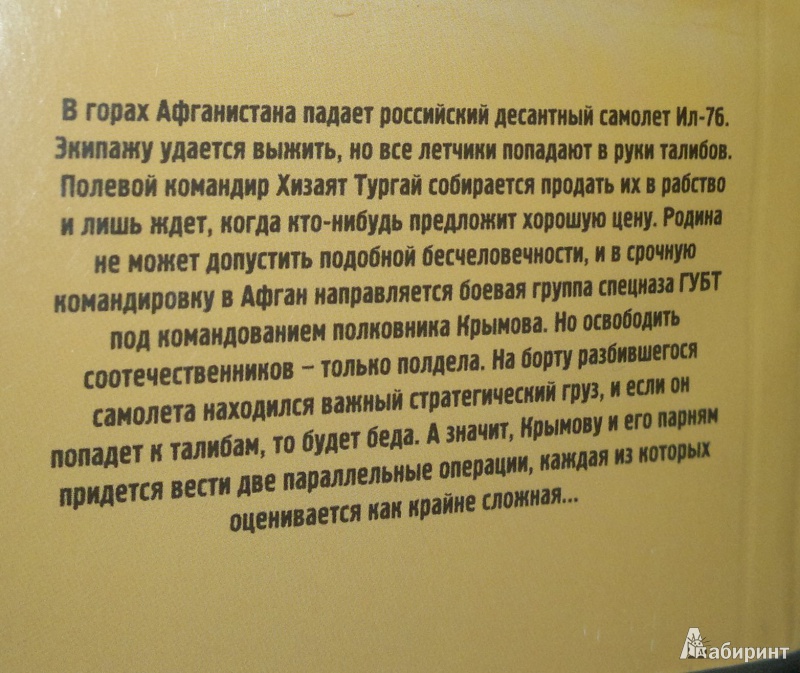 В горах Афганистана падает российский десантный самолет Ил-76.
Экипажу удается выжить, но все летчики попадают в руки талибов.
Полевой командир Хизаят Тургай собирается продать их в рабство
и лишь ждет, когда кто-нибудь предложит хорошую цену. Родина
не может допустить подобной бесчеловечности, и в срочную
командировку в Афган направляется боевая группа спецназа ГУБТ
под командованием полковника Крымова. Но освободить
соотечественников – только полдела. На борту разбившегося
самолета находился важный стратегический груз, и если он
попадет к талибам, то будет беда. А значит, Крымову и его парням
придется вести две параллельные операции, каждая из которых
оценивается как крайне сложная...
Лабиринт